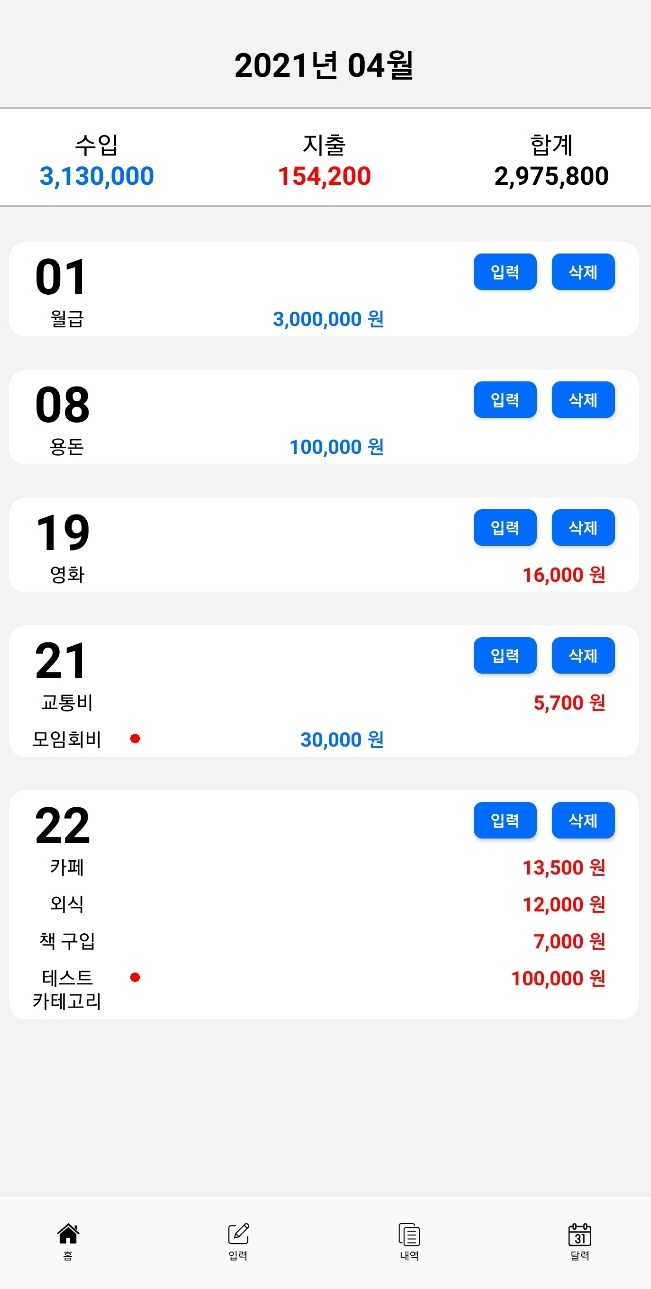 2021년 04월
수입 지출 합계
3,130,000 154,200 2,975,800
01 입력 삭제
월급 3,000,000 원
08 입력 삭제
용돈 100,000 원
19 입력 삭제
영화 16,000 원
21 입력 삭제
교통비 5,700 원
모임회비 30,000 원
22 입력 삭제
카페 13,500 원
외식 12,000 원
책 구입 7,000 원
테스트 100,000 원
카테고리
31
홈 입력 내역 달력